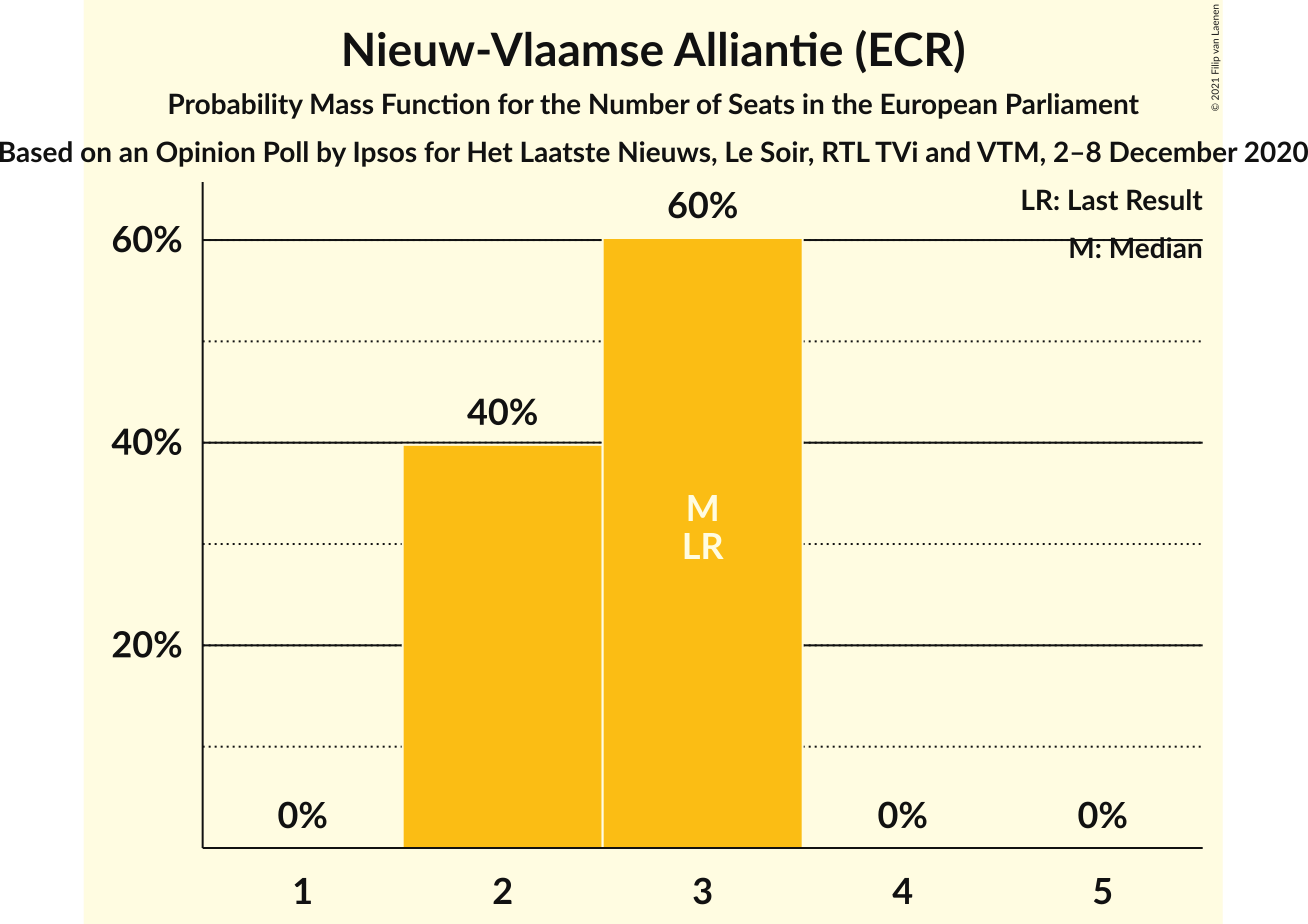 Nieuw-Vlaamse Alliantie (ECR)
Probability Mass Function for the Number of Seats in the European Parliament
Based on an Opinion Poll by Ipsos for Het Laatste Nieuws, Le Soir, RTL TVi and VTM, 2–8 December 2020
© 2021 Filip van Laenen
LR: Last Result
M: Median
60%
40%
20%
0%
40%
60%
M
LR
0%
0%
1
2
3
4
5